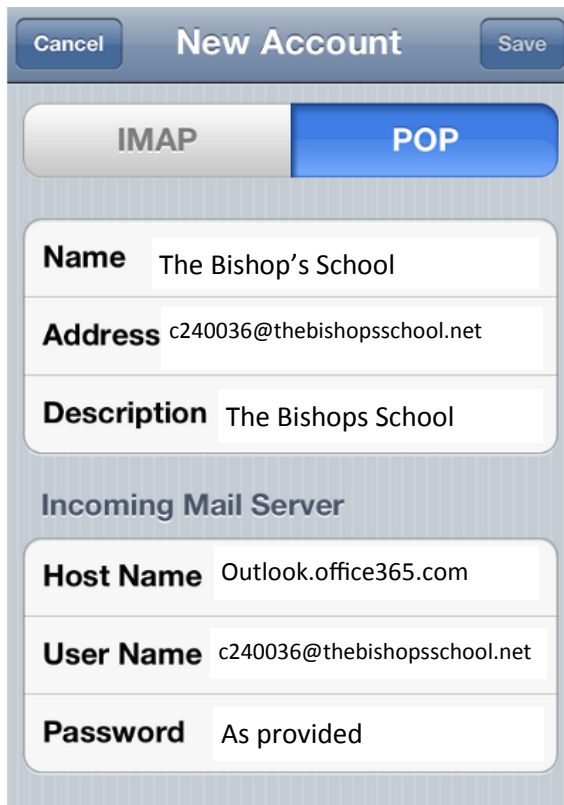 Cancel New Account Save
IMAP POP
Name The Bishop’s School
Address c240036@thebishopsschool.net
Description The Bishops School
Incoming Mail Server
Host Name Outlook.office365.com
User Name c240036@thebishopsschool.net
Password As provided